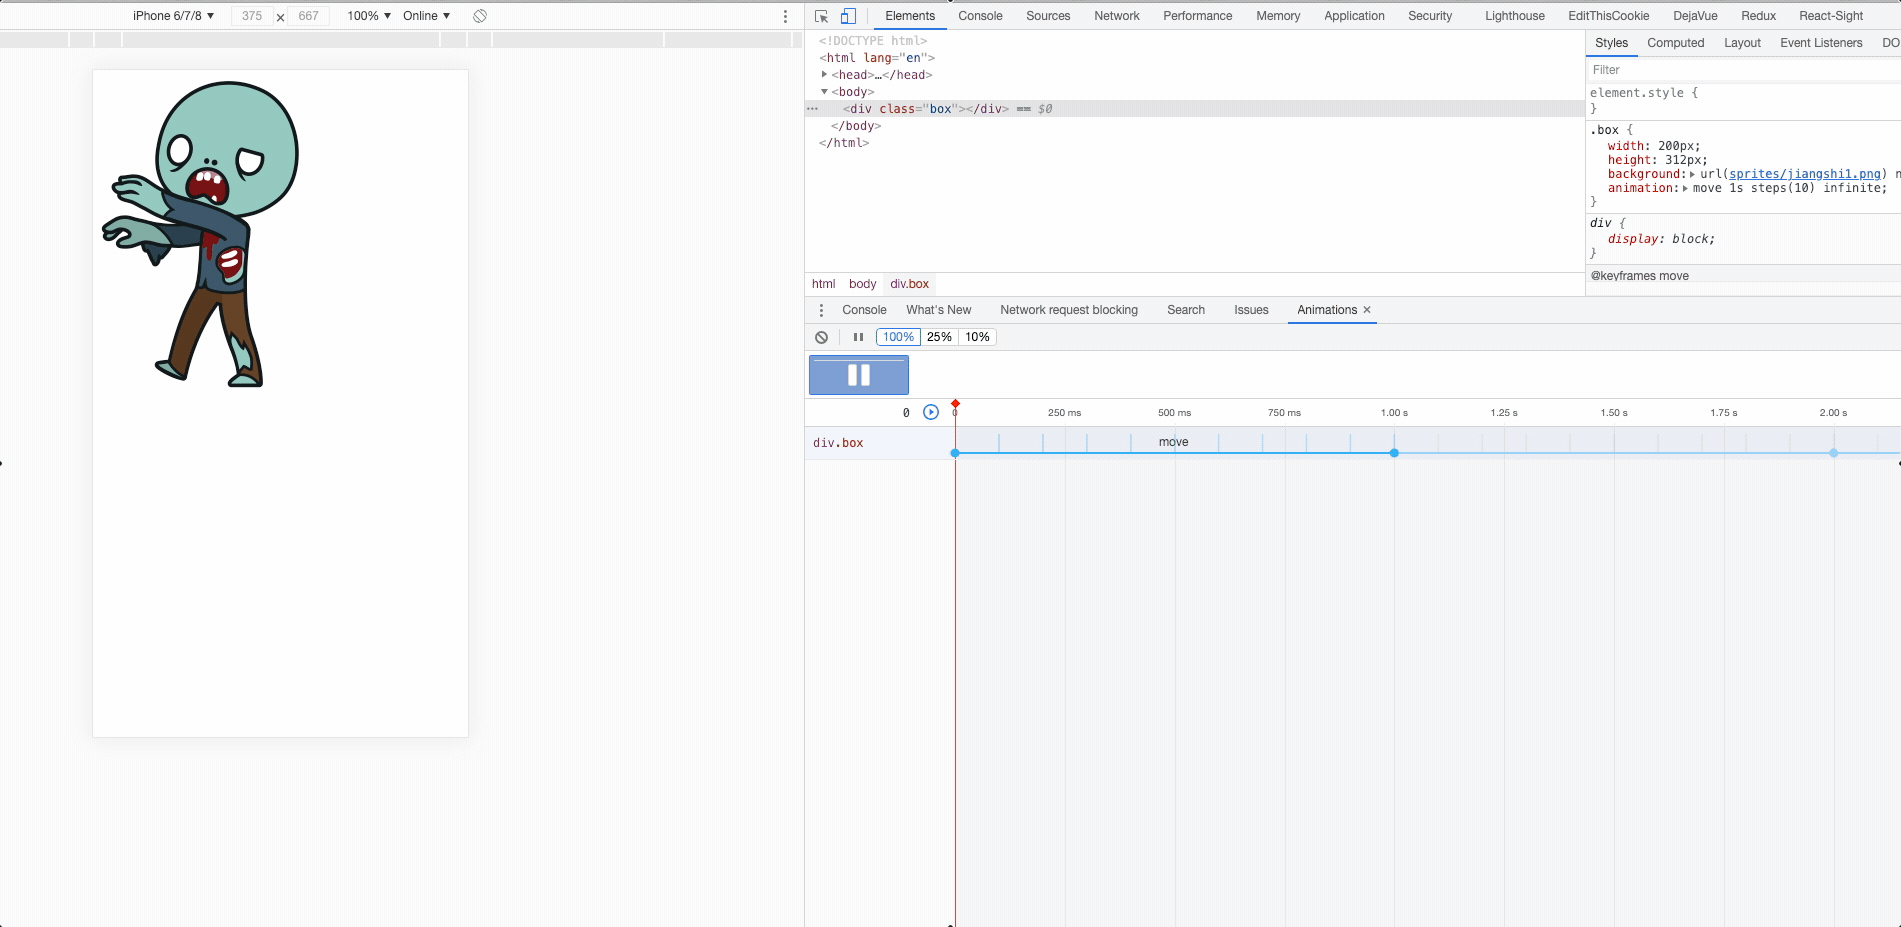 iPhone 6/7/8 ▼ 375 × 667 100% ▼ Online ▼
Elements Console Sources Network Performance Memory Application Security Lighthouse EditThisCookie DejaVue Redux React-Sight
<!DOCTYPE html>
<html lang="en">
▶<head>…</head>
▼<body>
··· <div class="box"></div> == $0
</body>
</html>
html body div.box
Styles Computed Layout Event Listeners DO
Filter
element.style {
}
.box {
width: 200px;
height: 312px;
background:▶ url(sprites/jiangshi1.png) n
animation:▶ move 1s steps(10) infinite;
}
div {
display: block;
}
@keyframes move
Console What's New Network request blocking Search Issues Animations ×
100% 25% 10%
0 0 250 ms 500 ms 750 ms 1.00 s 1.25 s 1.50 s 1.75 s 2.00 s
div.box move